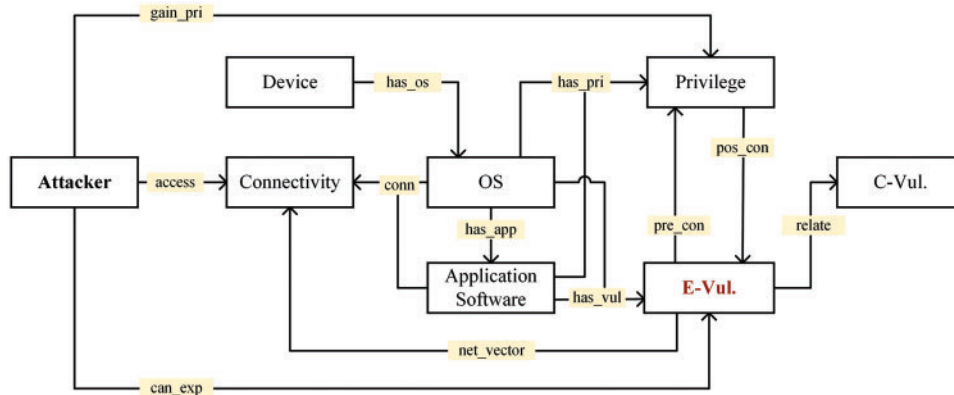 gain_pri
Device
has_os
has_pri
Privilege
pos_con
Attacker
access
Connectivity
conn
OS
C-Vul.
has_app
pre_con
relate
Application
Software
has_vul
E-Vul.
net_vector
can_exp